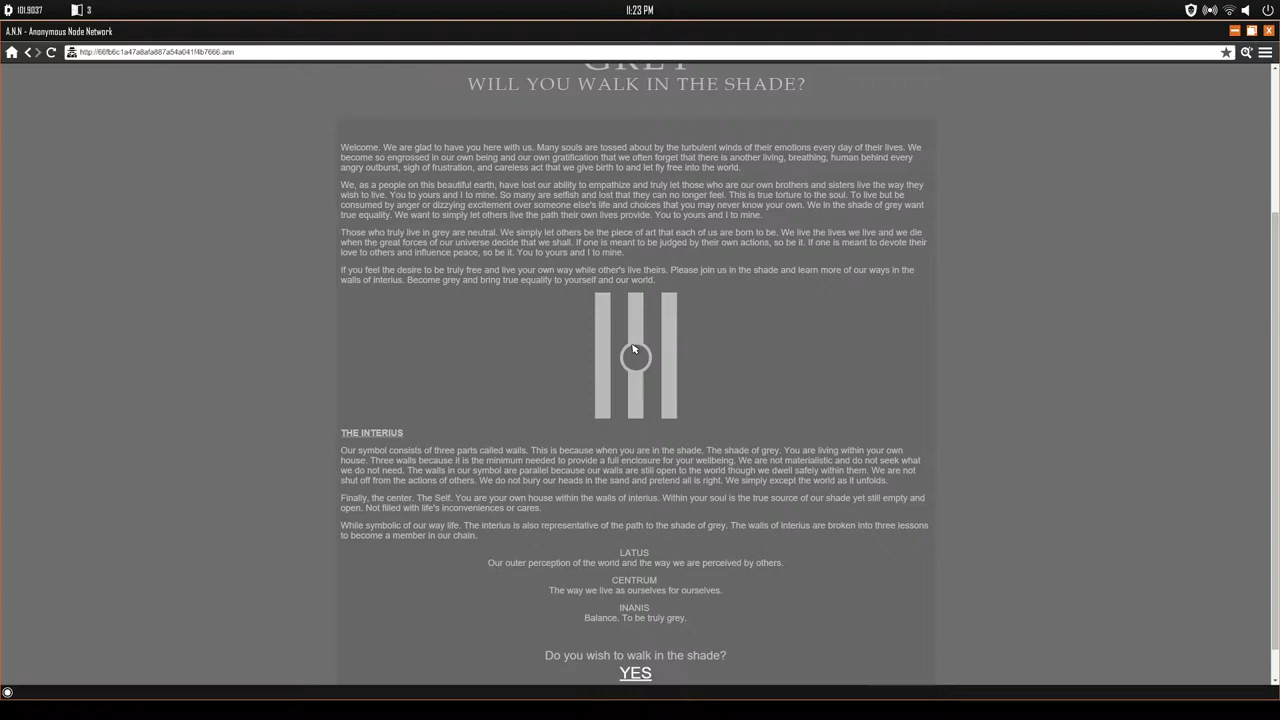 101.9037
3
11:23 PM
A.N.N - Anonymous Node Network
http://66fb6c1a47a8afa887a54a041f4b7666.ann
GREY
WILL YOU WALK IN THE SHADE?
Welcome. We are glad to have you here with us. Many souls are tossed about by the turbulent winds of their emotions every day of their lives. We
become so engrossed in our own being and our own gratification that we often forget that there is another living, breathing, human behind every
angry outburst, sigh of frustration, and careless act that we give birth to and let fly free into the world.
We, as a people on this beautiful earth, have lost our ability to empathize and truly let those who are our own brothers and sisters live the way they
wish to live. You to yours and I to mine. So many are selfish and lost that they can no longer feel. This is true torture to the soul. To live but be
consumed by anger or dizzying excitement over someone else's life and choices that you may never know your own. We in the shade of grey want
true equality. We want to simply let others live the path their own lives provide. You to yours and I to mine.
Those who truly live in grey are neutral. We simply let others be the piece of art that each of us are born to be. We live the lives we live and we die
when the great forces of our universe decide that we shall. If one is meant to be judged by their own actions, so be it. If one is meant to devote their
love to others and influence peace, so be it. You to yours and I to mine.
If you feel the desire to be truly free and live your own way while other's live theirs. Please join us in the shade and learn more of our ways in the
walls of interius. Become grey and bring true equality to yourself and our world.
THE INTERIUS
Our symbol consists of three parts called walls. This is because when you are in the shade. The shade of grey. You are living within your own
house. Three walls because it is the minimum needed to provide a full enclosure for your wellbeing. We are not materialistic and do not seek what
we do not need. The walls in our symbol are parallel because our walls are still open to the world though we dwell safely within them. We are not
shut off from the actions of others. We do not bury our heads in the sand and pretend all is right. We simply except the world as it unfolds.
Finally, the center. The Self. You are your own house within the walls of interius. Within your soul is the true source of our shade yet still empty and
open. Not filled with life's inconveniences or cares.
While symbolic of our way life. The interius is also representative of the path to the shade of grey. The walls of interius are broken into three lessons
to become a member in our chain.
LATUS
Our outer perception of the world and the way we are perceived by others.
CENTRUM
The way we live as ourselves for ourselves.
INANIS
Balance. To be truly grey.
Do you wish to walk in the shade?
YES